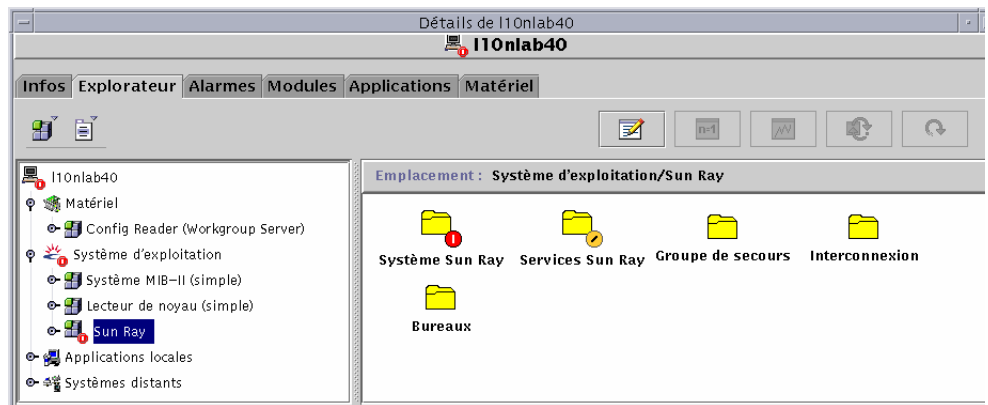 Détails de l10nlab40
l10nlab40
Infos Explorateur Alarmes Modules Applications Matériel
n=1
l10nlab40
Matériel
Config Reader (Workgroup Server)
Système d'exploitation
Système MIB-II (simple)
Lecteur de noyau (simple)
Sun Ray
Applications locales
Systèmes distants
Emplacement : Système d'exploitation/Sun Ray
Système Sun Ray Services Sun Ray Groupe de secours Interconnexion
Bureaux